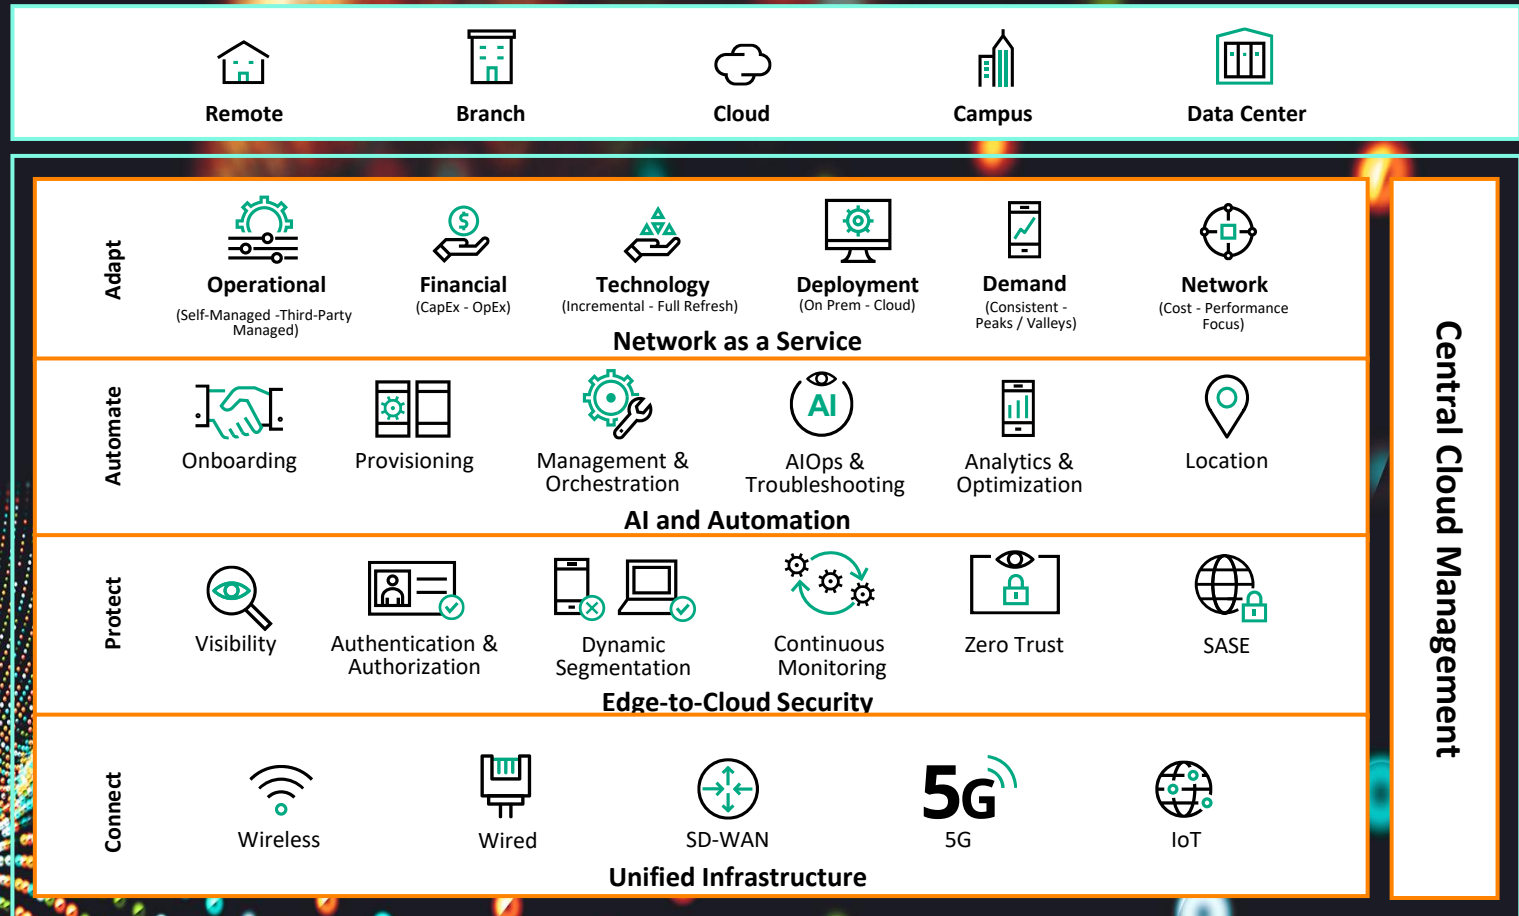 Remote
Branch
Cloud
Campus
Data Center
Adapt
Operational
(Self-Managed -Third-Party
Managed)
Financial
(CapEx - OpEx)
Technology
(Incremental - Full Refresh)
Deployment
(On Prem - Cloud)
Demand
(Consistent -
Peaks / Valleys)
Network
(Cost - Performance
Focus)
Network as a Service
Automate
Onboarding
Provisioning
Management &
Orchestration
AI
AIOps &
Troubleshooting
Analytics &
Optimization
Location
AI and Automation
Protect
Visibility
Authentication &
Authorization
Dynamic
Segmentation
Continuous
Monitoring
Zero Trust
SASE
Edge-to-Cloud Security
Connect
Wireless
Wired
SD-WAN
5G
5G
IoT
Unified Infrastructure
Central Cloud Management